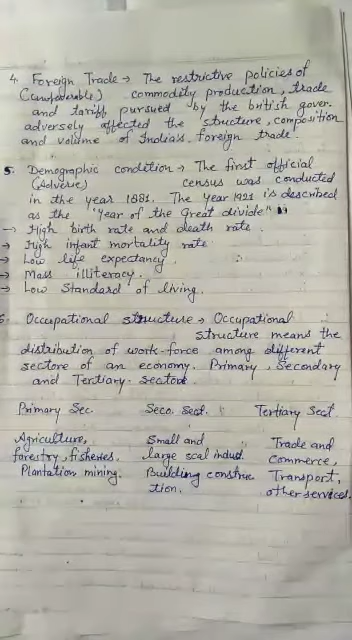 4. Foreign Trade → The restrictive policies of
(Unfavorable) commodity production, trade
and tariff pursued by the british gover-
adversely affected the structure, composition
and volume of India's foreign trade.
5. Demographic condition → The first official
(Adverse) census was conducted
in the year 1881. The year 1921 is described
as the "Year of the Great divide"
→ High birth rate and death rate.
→ High infant mortality rate
→ Low life expectancy.
→ Mass illiteracy.
→ Low Standard of living.
6. Occupational structure → Occupational
structure means the
distribution of work-force among different
sectors of an economy. Primary, Secondary
and Tertiary sector.
Primary Sec. Seco. Sect. Tertiary Sect.
Agriculture, Small and Trade and
forestry, fisheries. large scal indust. Commerce,
Plantation mining. Building construc Transport,
tion. other services.